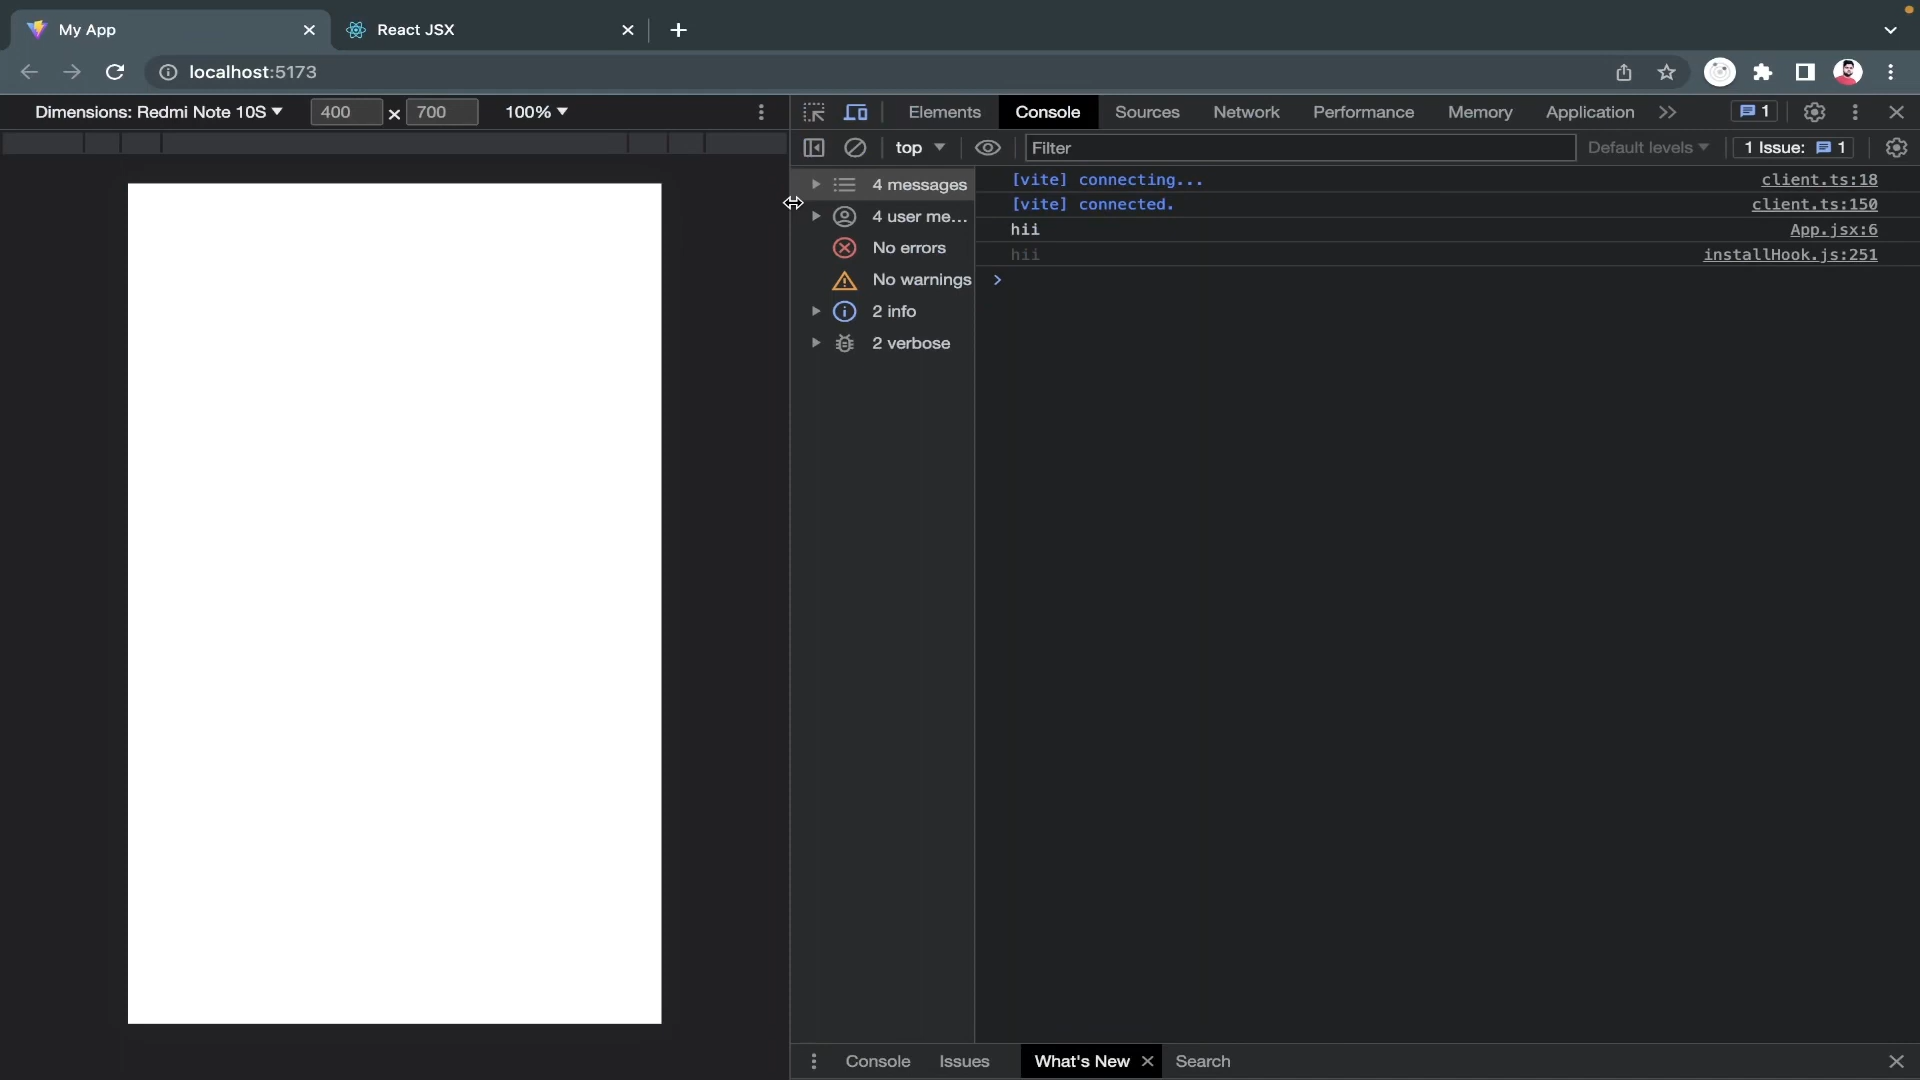 My App
React JSX
localhost:5173
Dimensions: Redmi Note 10S
400 × 700
100%
Elements
Console
Sources
Network
Performance
Memory
Application
1
top
Filter
Default levels
1 Issue: 1
4 messages
4 user me...
No errors
No warnings
2 info
2 verbose
[vite] connecting... client.ts:18
[vite] connected. client.ts:150
hii App.jsx:6
hii installHook.js:251
Console
Issues
What's New
Search